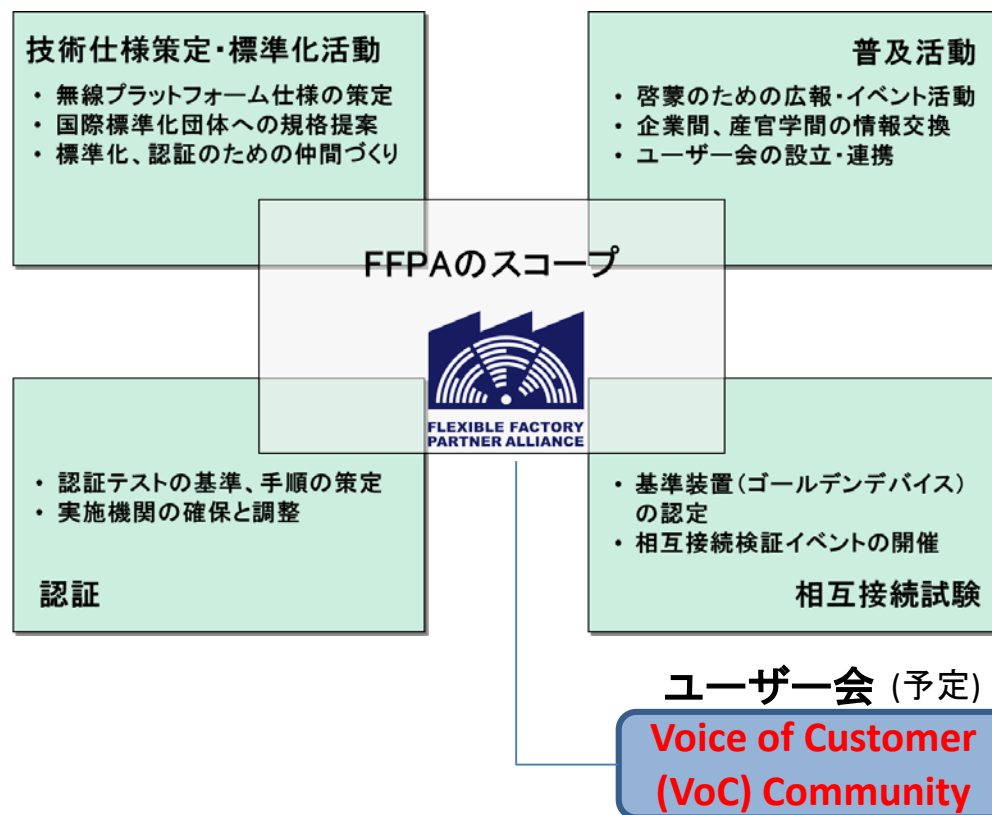 技術仕様策定・標準化活動
・ 無線プラットフォーム仕様の策定
・ 国際標準化団体への規格提案
・ 標準化、認証のための仲間づくり
普及活動
・ 啓蒙のための広報・イベント活動
・ 企業間、産官学間の情報交換
・ ユーザー会の設立・連携
FFPAのスコープ
FLEXIBLE FACTORY
PARTNER ALLIANCE
・ 認証テストの基準、手順の策定
・ 実施機関の確保と調整
認証
・ 基準装置(ゴールデンデバイス)
の認定
・ 相互接続検証イベントの開催
相互接続試験
ユーザー会 (予定)
Voice of Customer
(VoC) Community